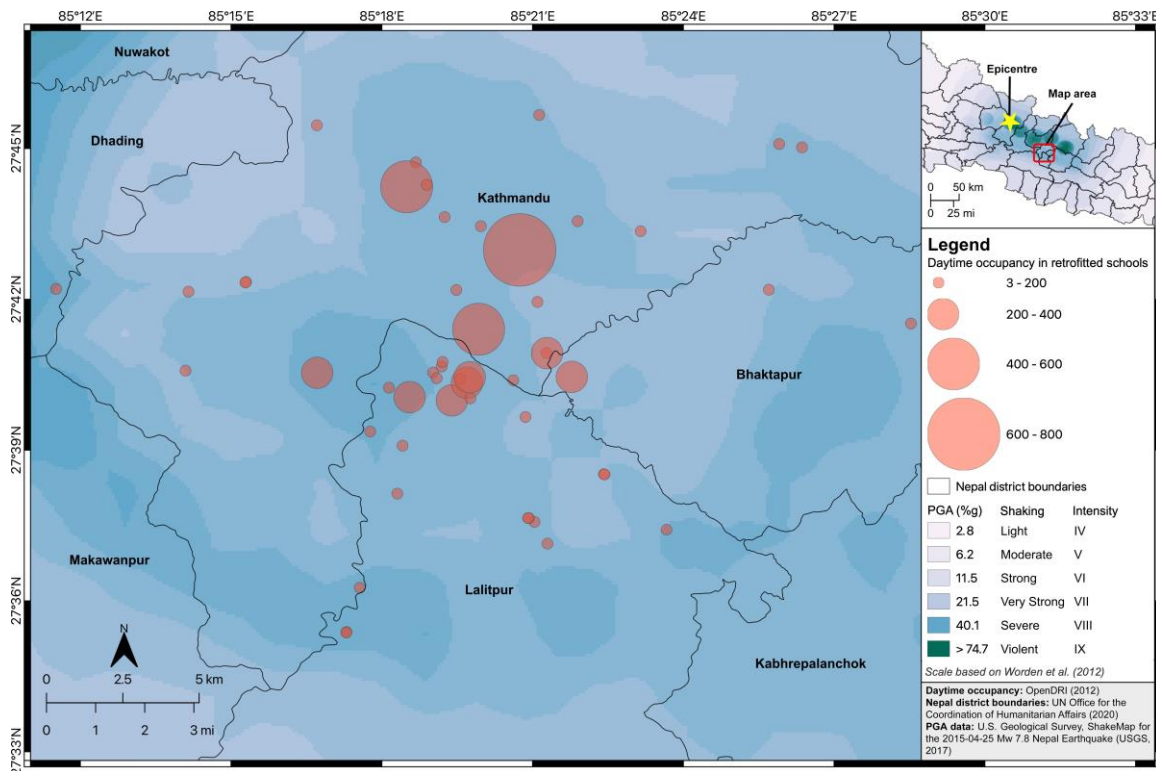 85°12'E 85°15'E 85°18'E 85°21'E 85°24'E 85°27'E 85°30'E 85°33'E
27°45'N
27°42'N
27°39'N
27°36'N
27°33'N
Nuwakot
Dhading
Kathmandu
Bhaktapur
Makawanpur
Lalitpur
Kabhrepalanchok
N
0 2.5 5 km
0 1 2 3 mi
Epicentre
Map area
0 50 km
0 25 mi
Legend
Daytime occupancy in retrofitted schools
3 - 200
200 - 400
400 - 600
600 - 800
Nepal district boundaries
PGA (%g) Shaking Intensity
2.8 Light IV
6.2 Moderate V
11.5 Strong VI
21.5 Very Strong VII
40.1 Severe VIII
> 74.7 Violent IX
Scale based on Worden et al. (2012)
Daytime occupancy: OpenDRI (2012)
Nepal district boundaries: UN Office for the
Coordination of Humanitarian Affairs (2020)
PGA data: U.S. Geological Survey, ShakeMap for
the 2015-04-25 Mw 7.8 Nepal Earthquake (USGS,
2017)